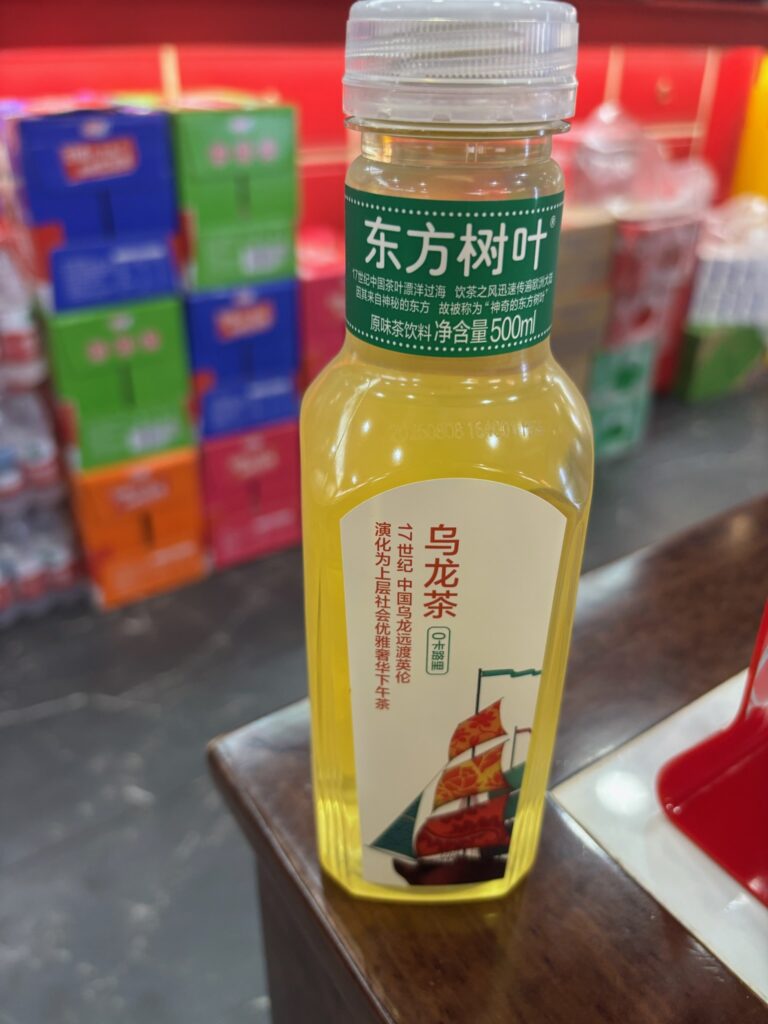 东方树叶®
17世纪中国茶叶漂洋过海 饮茶之风迅速传遍欧洲大陆
因其来自神秘的东方 故被称为“神奇的东方树叶”
原味茶饮料 净含量500ml
乌龙茶
0卡路里
17世纪 中国乌龙远渡英伦
演化为上层社会优雅奢华下午茶